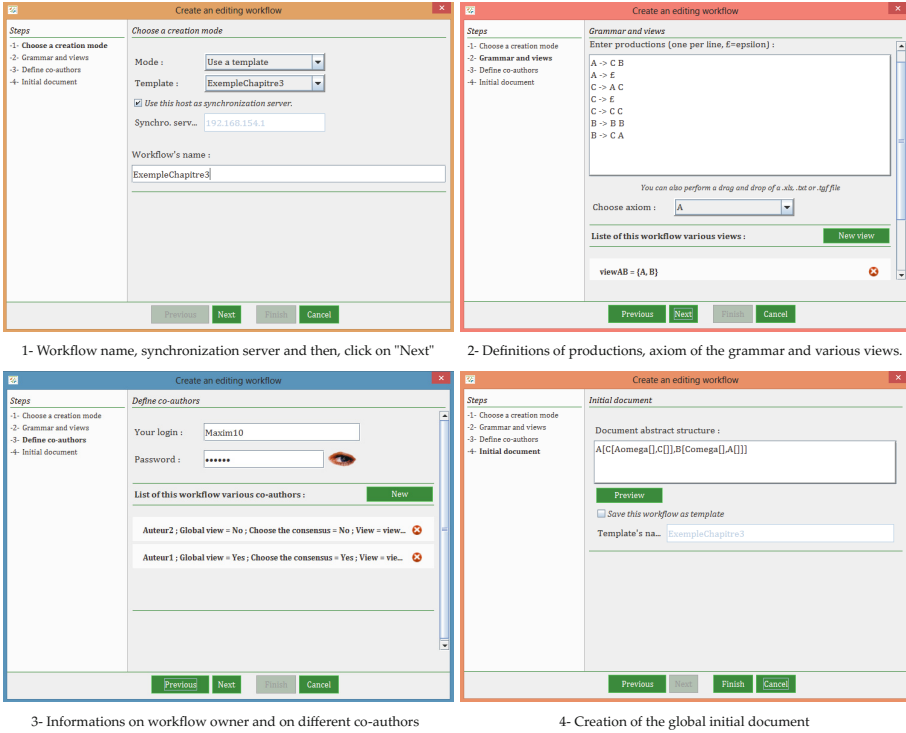 Create an editing workflow
Steps
-1- Choose a creation mode
-2- Grammar and views
-3- Define co-authors
-4- Initial document
Choose a creation mode
Mode : Use a template
Template : ExempleChapitre3
Use this host as synchronization server.
Synchro. serv... 192.168.154.1
Workflow's name :
ExempleChapitre3
Previous Next Finish Cancel
1- Workflow name, synchronization server and then, click on "Next"
Create an editing workflow
Steps
-1- Choose a creation mode
-2- Grammar and views
-3- Define co-authors
-4- Initial document
Grammar and views
Enter productions (one per line, £=epsilon) :
A -> C B
A -> £
C -> A C
C -> £
C -> C C
B -> B B
B -> C A
You can also perform a drag and drop of a .xls, .txt or .tgf file
Choose axiom : A
Liste of this workflow various views : New view
viewAB = {A, B}
Previous Next Finish Cancel
2- Definitions of productions, axiom of the grammar and various views.
Create an editing workflow
Steps
-1- Choose a creation mode
-2- Grammar and views
-3- Define co-authors
-4- Initial document
Define co-authors
Your login : Maxim10
Password : ••••••
List of this workflow various co-authors : New
Auteur2 ; Global view = No ; Choose the consensus = No ; View = view...
Auteur1 ; Global view = Yes ; Choose the consensus = Yes ; View = vie...
Previous Next Finish Cancel
3- Informations on workflow owner and on different co-authors
Create an editing workflow
Steps
-1- Choose a creation mode
-2- Grammar and views
-3- Define co-authors
-4- Initial document
Initial document
Document abstract structure :
A[C[Aomega[],C[]],B[Comega[],A[]]]
Preview
Save this workflow as template
Template's na... ExempleChapitre3
Previous Next Finish Cancel
4- Creation of the global initial document